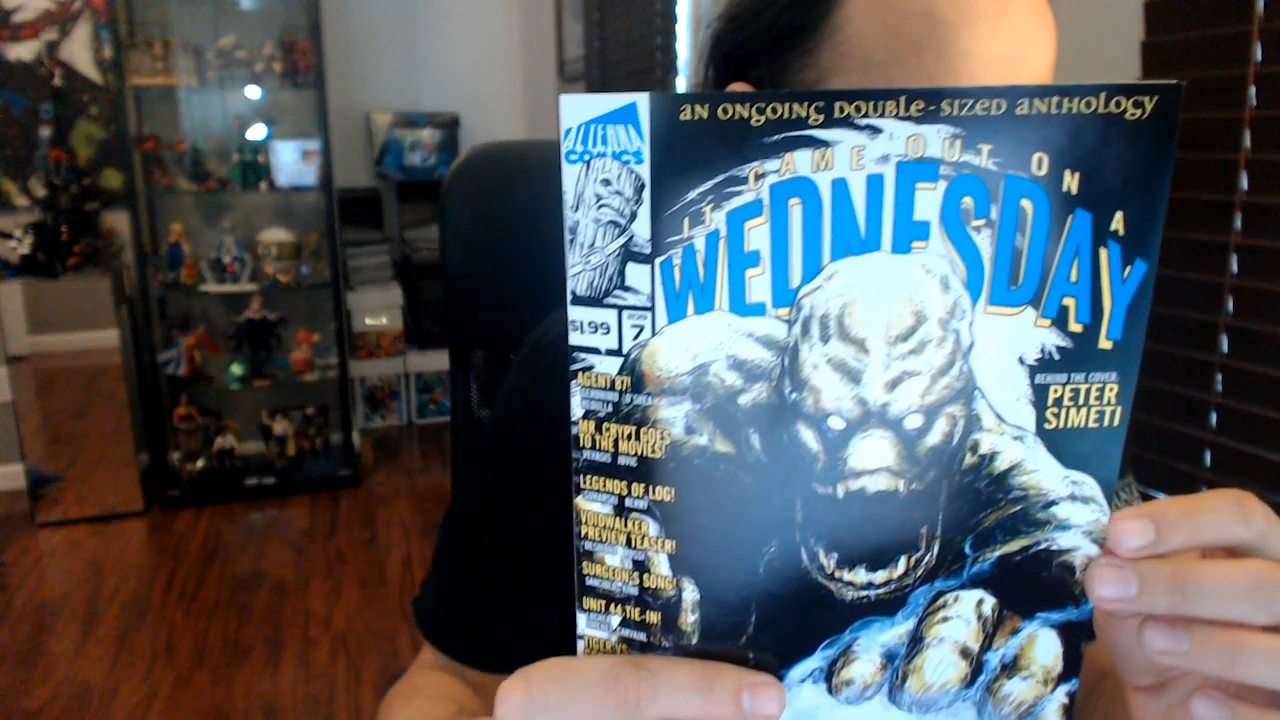 AN ONGOING DOUBLE-SIZED ANTHOLOGY
ALTERNA
COMICS
IT CAME OUT ON A
WEDNESDAY
$1.99
7
BEHIND THE COVER:
PETER
SIMETI
AGENT 87!
MR. CRYPT GOES
TO THE MOVIES!
LEGENDS OF LOG!
VOIDWALKER
PREVIEW TEASER!
SURGEON'S SONG!
UNIT 44 TIE-IN!
TIGER VS.